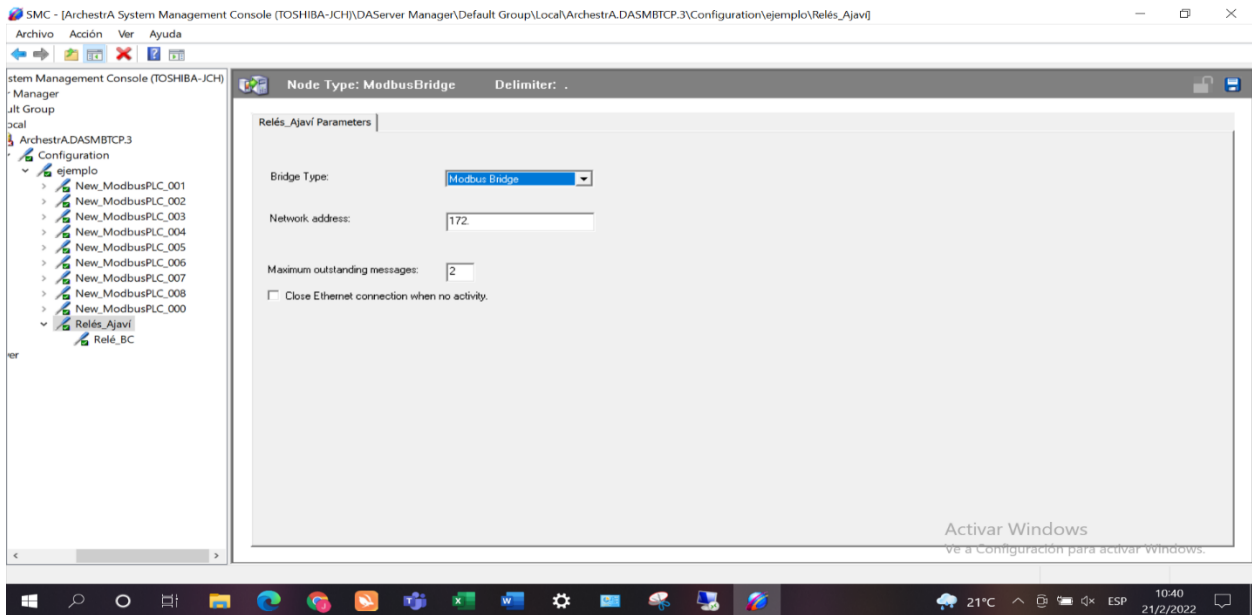 SMC - [ArchestrA System Management Console (TOSHIBA-JCH)\DAServer Manager\Default Group\Local\ArchestrA.DASMBTCP.3\Configuration\ejemplo\Relés_Ajaví]
Archivo Acción Ver Ayuda
stem Management Console (TOSHIBA-JCH)
Manager
ult Group
ocal
ArchestrA.DASMBTCP.3
Configuration
ejemplo
New_ModbusPLC_001
New_ModbusPLC_002
New_ModbusPLC_003
New_ModbusPLC_004
New_ModbusPLC_005
New_ModbusPLC_006
New_ModbusPLC_007
New_ModbusPLC_008
New_ModbusPLC_000
Relés_Ajaví
Relé_BC
er
Node Type: ModbusBridge Delimiter: .
Relés_Ajaví Parameters
Bridge Type: Modbus Bridge
Network address: 172.
Maximum outstanding messages: 2
Close Ethernet connection when no activity.
Activar Windows
Ve a Configuración para activar Windows.
21°C ESP 10:40
21/2/2022